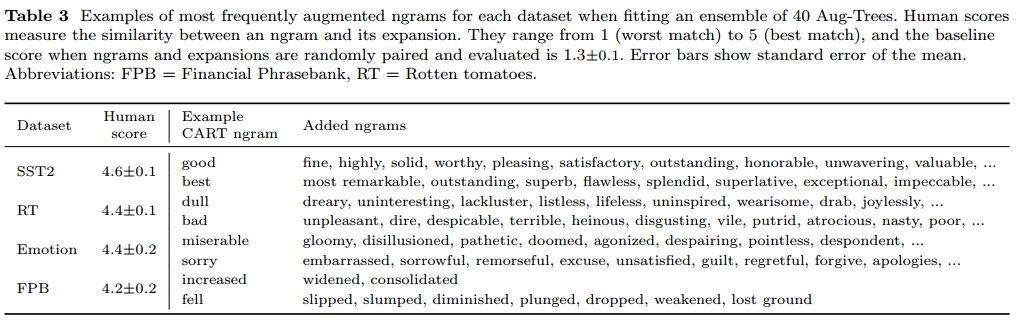 Table 3 Examples of most frequently augmented ngrams for each dataset when fitting an ensemble of 40 Aug-Trees. Human scores
measure the similarity between an ngram and its expansion. They range from 1 (worst match) to 5 (best match), and the baseline
score when ngrams and expansions are randomly paired and evaluated is 1.3±0.1. Error bars show standard error of the mean.
Abbreviations: FPB = Financial Phrasebank, RT = Rotten tomatoes.
Dataset Human score Example CART ngram Added ngrams
SST2 4.6±0.1 good fine, highly, solid, worthy, pleasing, satisfactory, outstanding, honorable, unwavering, valuable, ...
best most remarkable, outstanding, superb, flawless, splendid, superlative, exceptional, impeccable, ...
RT 4.4±0.1 dull dreary, uninteresting, lackluster, listless, lifeless, uninspired, wearisome, drab, joylessly, ...
bad unpleasant, dire, despicable, terrible, heinous, disgusting, vile, putrid, atrocious, nasty, poor, ...
Emotion 4.4±0.2 miserable gloomy, disillusioned, pathetic, doomed, agonized, despairing, pointless, despondent, ...
sorry embarrassed, sorrowful, remorseful, excuse, unsatisfied, guilt, regretful, forgive, apologies, ...
FPB 4.2±0.2 increased widened, consolidated
fell slipped, slumped, diminished, plunged, dropped, weakened, lost ground